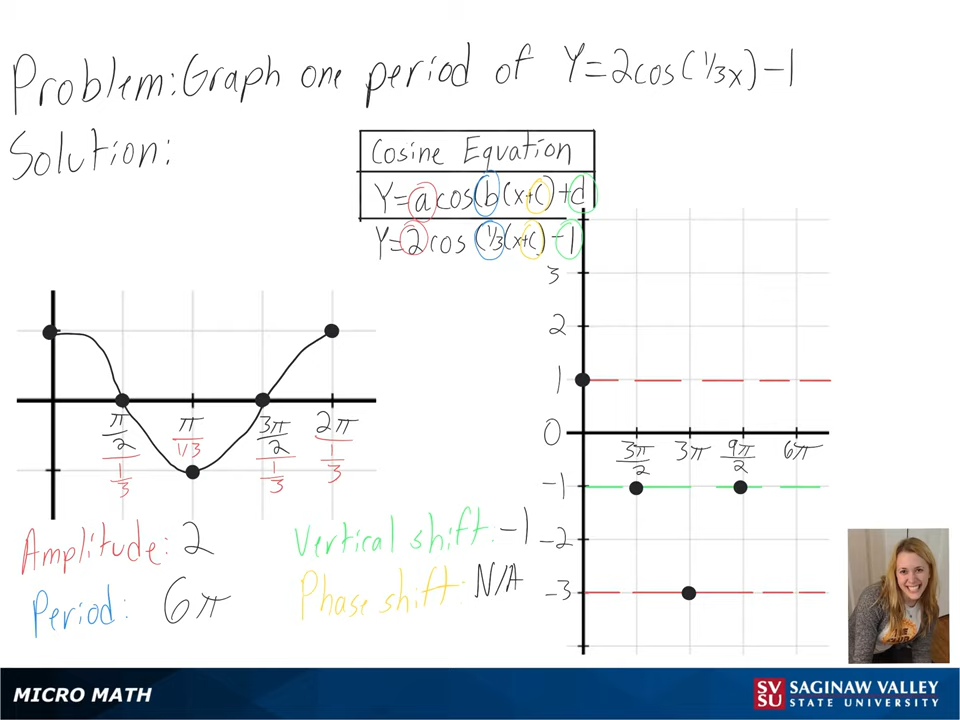 Problem: Graph one period of Y=2cos(1/3x)-1
Solution:
Cosine Equation
Y=acos(b(x+c)+d
Y=2cos(1/3(x+c)-1
3
2
1
0
-1
-2
-3
3π/2 3π 9π/2 6π
π/2 π 3π/2 2π
1/3 1/3 1/3 1/3
Amplitude: 2
Period: 6π
Vertical shift: -1
Phase shift: N/A
MICRO MATH
SV
SU
SAGINAW VALLEY
STATE UNIVERSITY